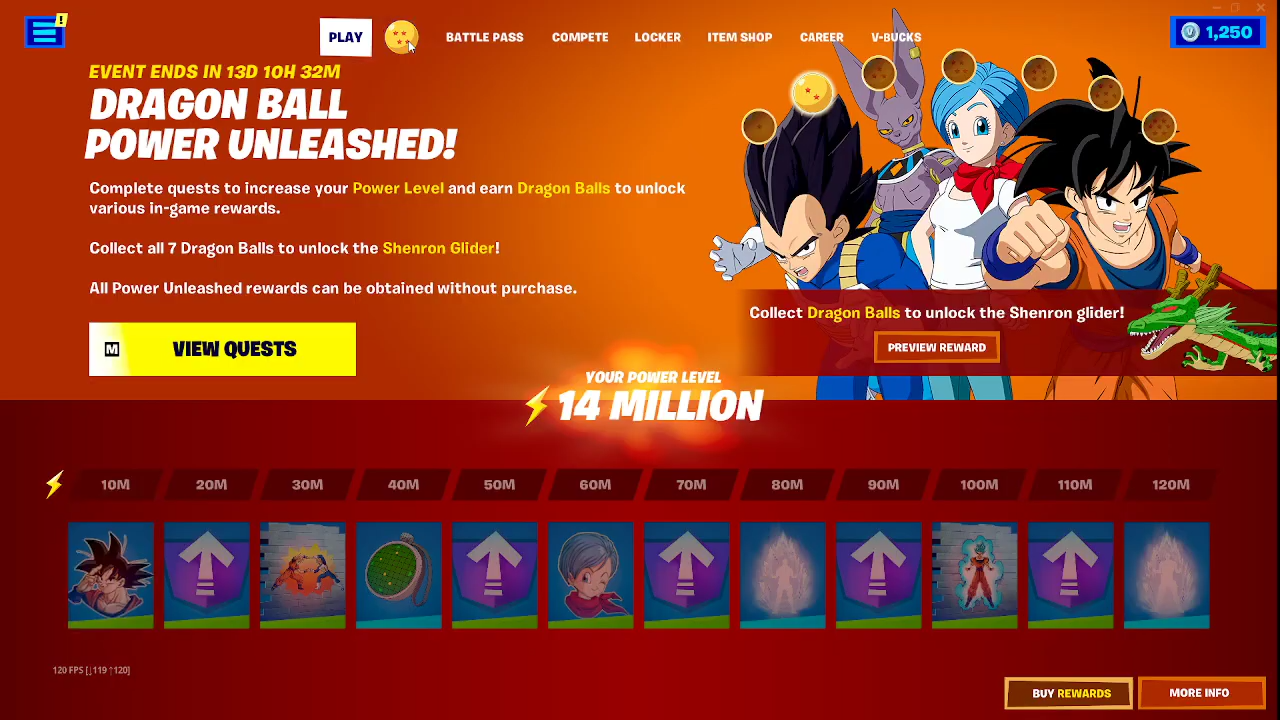 PLAY
BATTLE PASS
COMPETE
LOCKER
ITEM SHOP
CAREER
V-BUCKS
!
V 1,250
EVENT ENDS IN 13D 10H 32M
DRAGON BALL
POWER UNLEASHED!
Complete quests to increase your Power Level and earn Dragon Balls to unlock
various in-game rewards.
Collect all 7 Dragon Balls to unlock the Shenron Glider!
All Power Unleashed rewards can be obtained without purchase.
M VIEW QUESTS
Collect Dragon Balls to unlock the Shenron glider!
PREVIEW REWARD
YOUR POWER LEVEL
14 MILLION
10M 20M 30M 40M 50M 60M 70M 80M 90M 100M 110M 120M
120 FPS [↓119 ↑120]
BUY REWARDS
MORE INFO